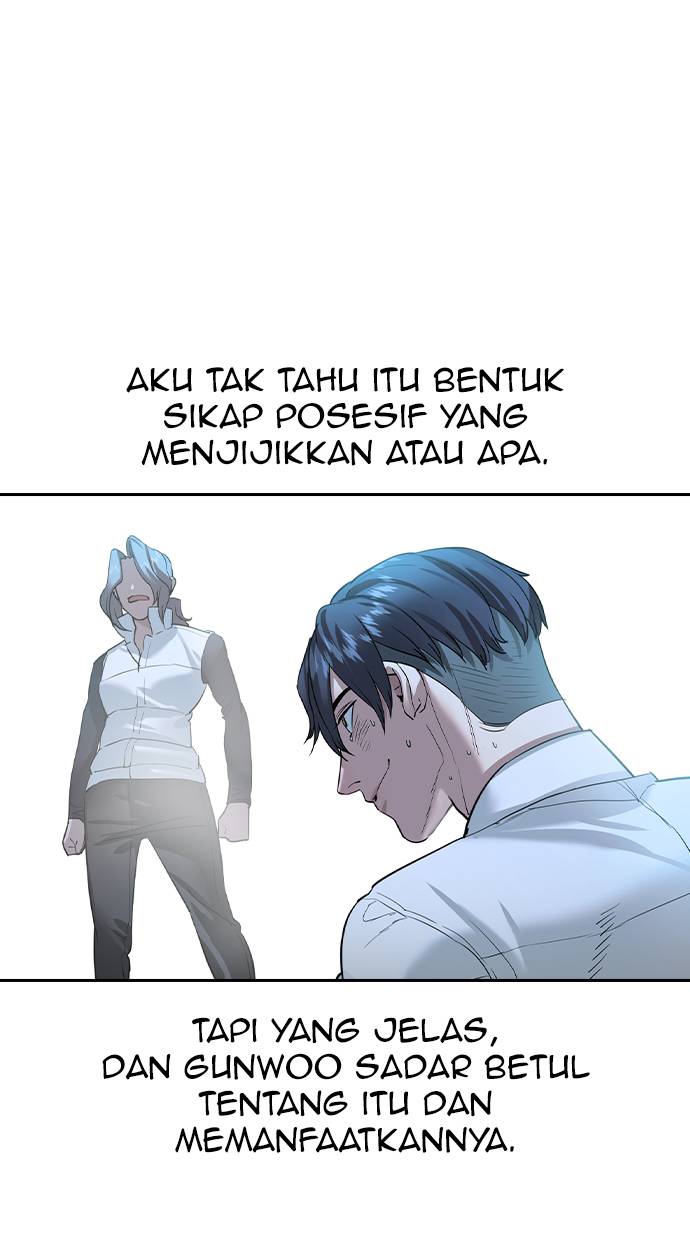 AKU TAK TAHU ITU BENTUK
SIKAP POSESIF YANG
MENJIJIKKAN ATAU APA.
TAPI YANG JELAS,
DAN GUNWOO SADAR BETUL
TENTANG ITU DAN
MEMANFAATKANNYA.